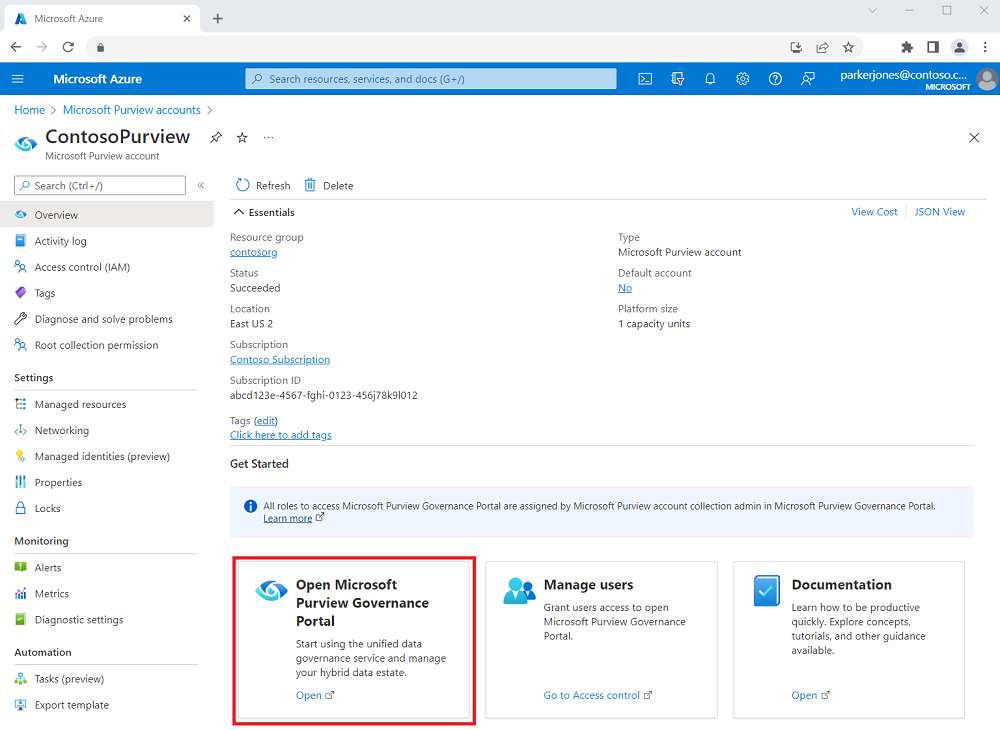 Microsoft Azure
Microsoft Azure
Search resources, services, and docs (G+/)
parkerjones@contoso.c...
MICROSOFT
Home > Microsoft Purview accounts >
ContosoPurview
Microsoft Purview account
Search (Ctrl+/)
Refresh
Delete
Overview
Activity log
Access control (IAM)
Tags
Diagnose and solve problems
Root collection permission
Settings
Managed resources
Networking
Managed identities (preview)
Properties
Locks
Monitoring
Alerts
Metrics
Diagnostic settings
Automation
Tasks (preview)
Export template
Essentials
View Cost
JSON View
Resource group
contosorg
Status
Succeeded
Location
East US 2
Subscription
Contoso Subscription
Subscription ID
abcd123e-4567-fghi-0123-456j78k9l012
Tags (edit)
Click here to add tags
Type
Microsoft Purview account
Default account
No
Platform size
1 capacity units
Get Started
All roles to access Microsoft Purview Governance Portal are assigned by Microsoft Purview account collection admin in Microsoft Purview Governance Portal.
Learn more
Open Microsoft
Purview Governance
Portal
Start using the unified data
governance service and manage
your hybrid data estate.
Open
Manage users
Grant users access to open
Microsoft Purview Governance
Portal.
Go to Access control
Documentation
Learn how to be productive
quickly. Explore concepts,
tutorials, and other guidance
available.
Open